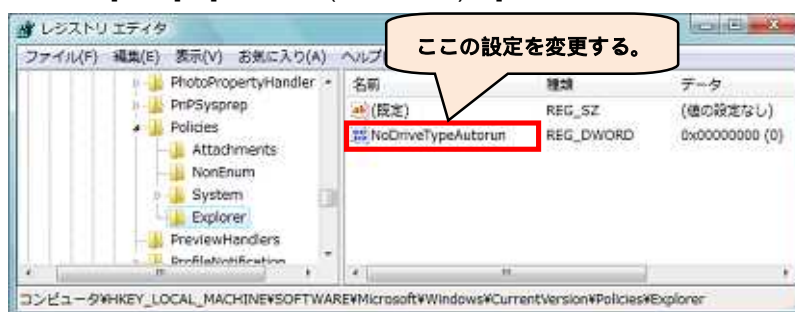 レジストリ エディタ
ファイル(F) 編集(E) 表示(V) お気に入り(A) ヘルプ
ここの設定を変更する。
PhotoPropertyHandler
PnPSysprep
Policies
Attachments
NonEnum
System
Explorer
PreviewHandlers
ProfileNotification
名前 種類 データ
(既定) REG_SZ (値の設定なし)
NoDriveTypeAutorun REG_DWORD 0x00000000 (0)
コンピュータ¥HKEY_LOCAL_MACHINE¥SOFTWARE¥Microsoft¥Windows¥CurrentVersion¥Policies¥Explorer